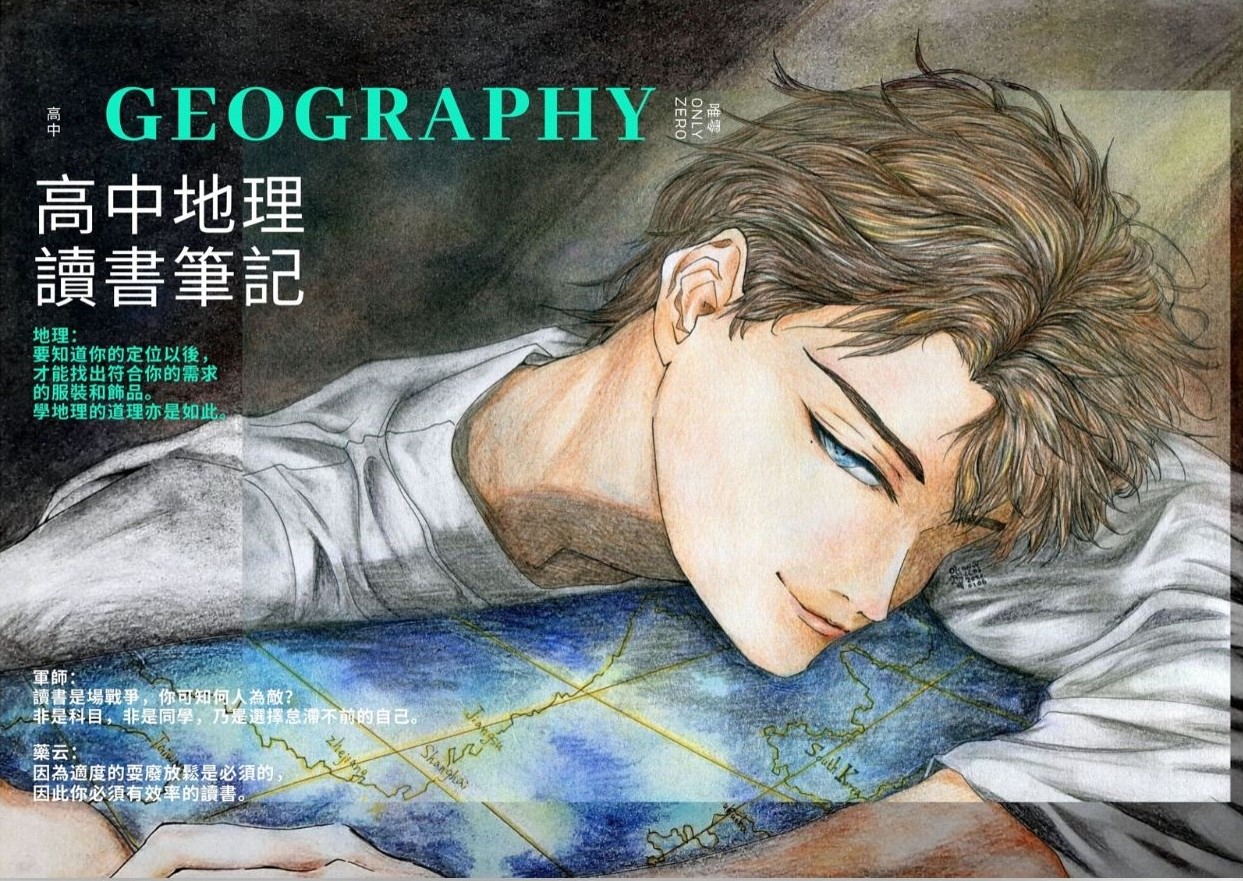 高中
GEOGRAPHY
唯零
ONLY
ZERO
高中地理
讀書筆記
地理：
要知道你的定位以後，
才能找出符合你的需求
的服裝和飾品。
學地理的道理亦是如此。
軍師：
讀書是場戰爭，你可知何人為敵？
非是科目，非是同學，乃是選擇怠滯不前的自己。
藥云：
因為適度的耍廢放鬆是必須的，
因此你必須有效率的讀書。
Jiangsu
Zhejiang
Shanghai
South K